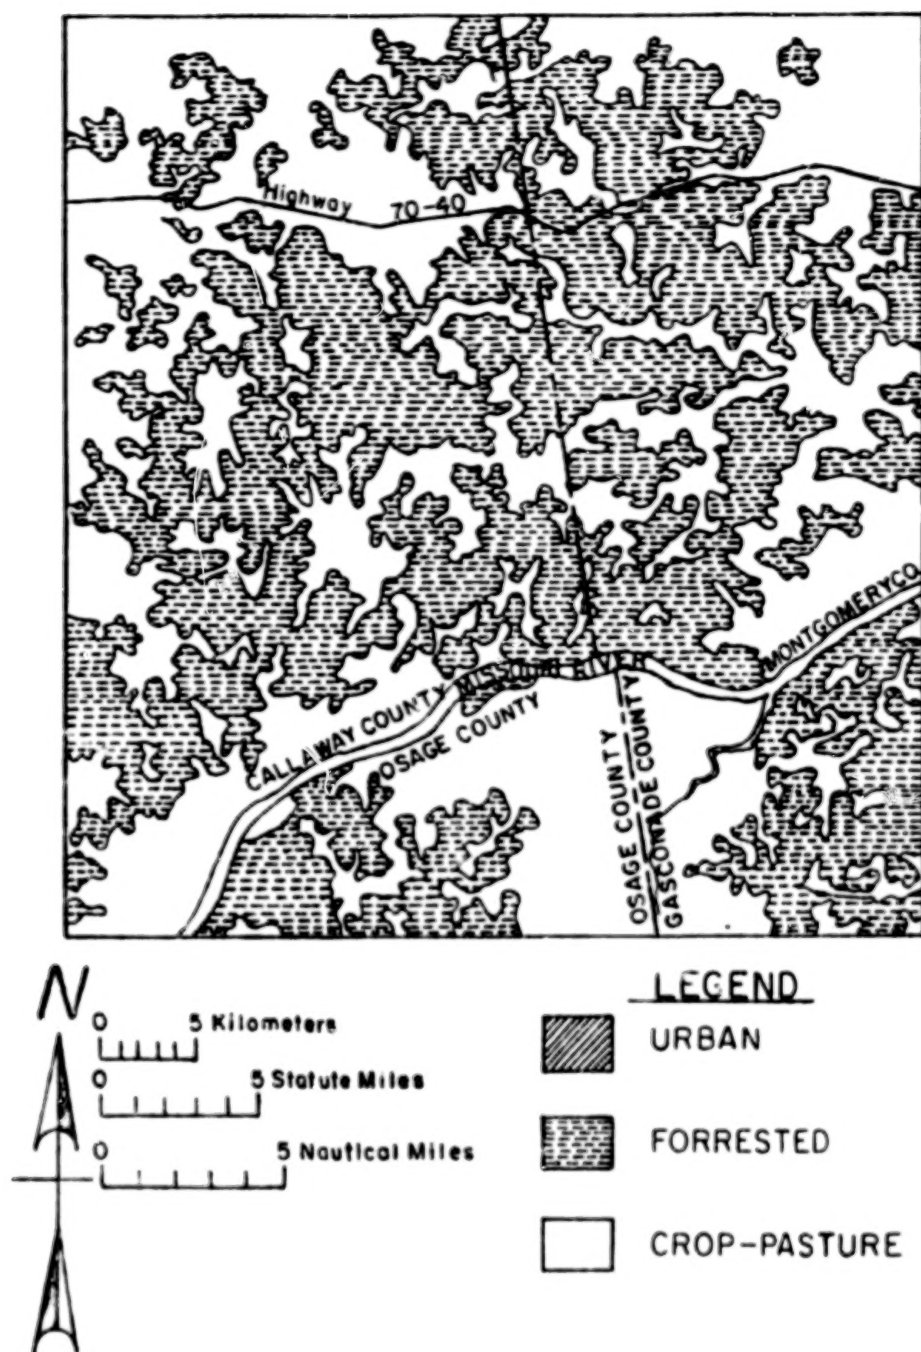 Highway 70-40
MONTGOMERY CO.
MISSOURI RIVER
CALLAWAY COUNTY
OSAGE COUNTY
OSAGE COUNTY
GASCONADE COUNTY
N
0 5 Kilometers
0 5 Statute Miles
0 5 Nautical Miles
LEGEND
URBAN
FORRESTED
CROP-PASTURE